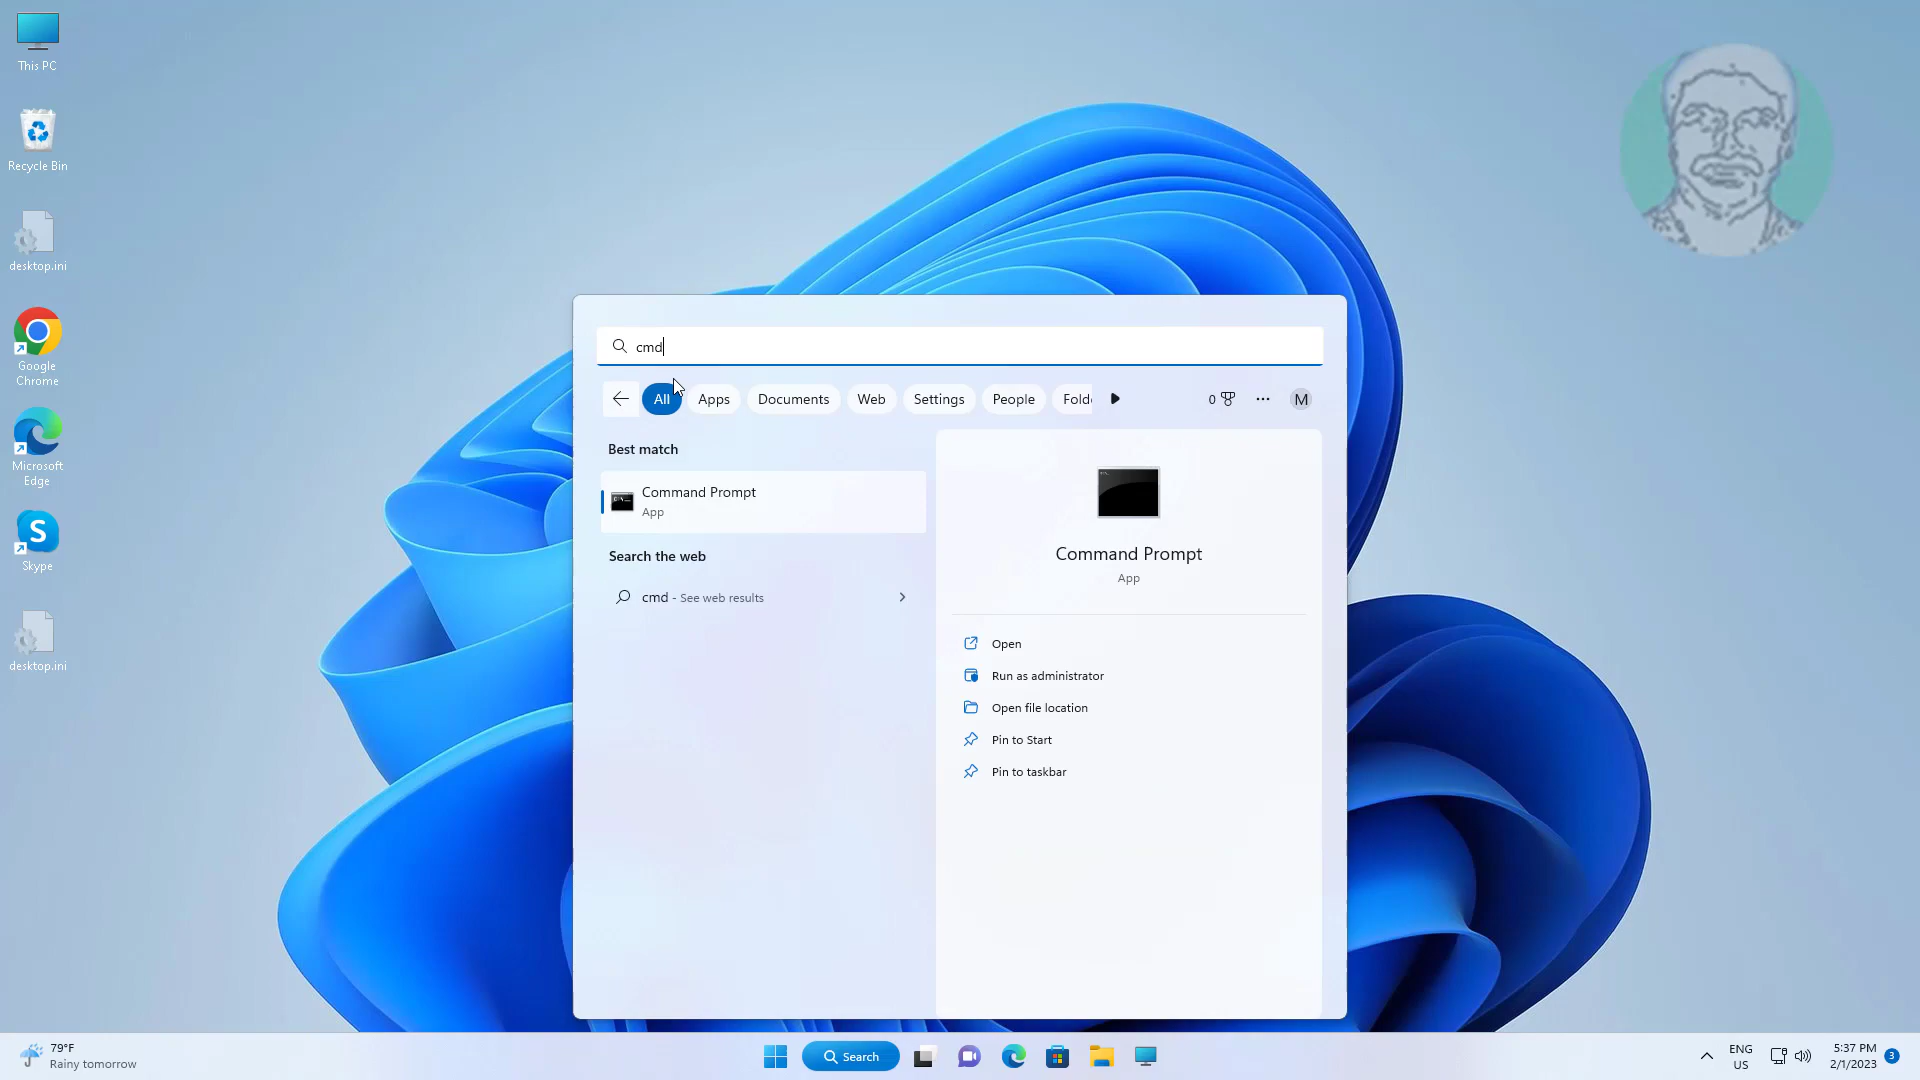 This PC
Recycle Bin
desktop.ini
Google
Chrome
Microsoft
Edge
S
Skype
desktop.ini
cmd
All
Apps
Documents
Web
Settings
People
Fold
0
M
Best match
Command Prompt
App
Search the web
cmd - See web results
Command Prompt
App
Open
Run as administrator
Open file location
Pin to Start
Pin to taskbar
79°F
Rainy tomorrow
Search
ENG
US
5:37 PM
2/1/2023
3